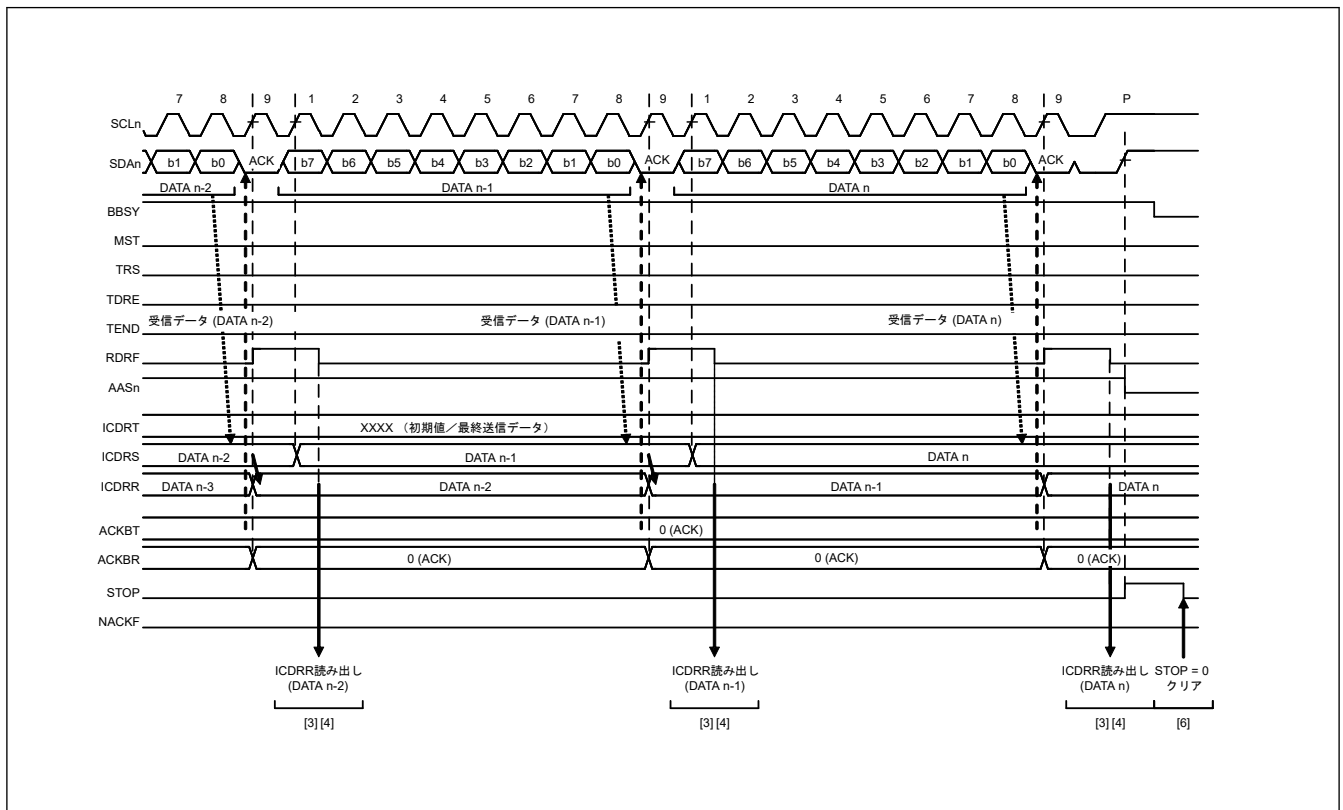 7 8 9 1 2 3 4 5 6 7 8 9 1 2 3 4 5 6 7 8 9 P
SCLn
SDAn b1 b0 ACK b7 b6 b5 b4 b3 b2 b1 b0 ACK b7 b6 b5 b4 b3 b2 b1 b0 ACK
DATA n-2 DATA n-1 DATA n
BBSY
MST
TRS
TDRE
受信データ (DATA n-2) 受信データ (DATA n-1) 受信データ (DATA n)
TEND
RDRF
AASn
ICDRT XXXX （初期値／最終送信データ）
ICDRS DATA n-2 DATA n-1 DATA n
ICDRR DATA n-3 DATA n-2 DATA n-1 DATA n
ACKBT 0 (ACK)
ACKBR 0 (ACK) 0 (ACK) 0 (ACK)
STOP
NACKF
ICDRR読み出し ICDRR読み出し ICDRR読み出し STOP = 0
(DATA n-2) (DATA n-1) (DATA n) クリア
[3] [4] [3] [4] [3] [4] [6]